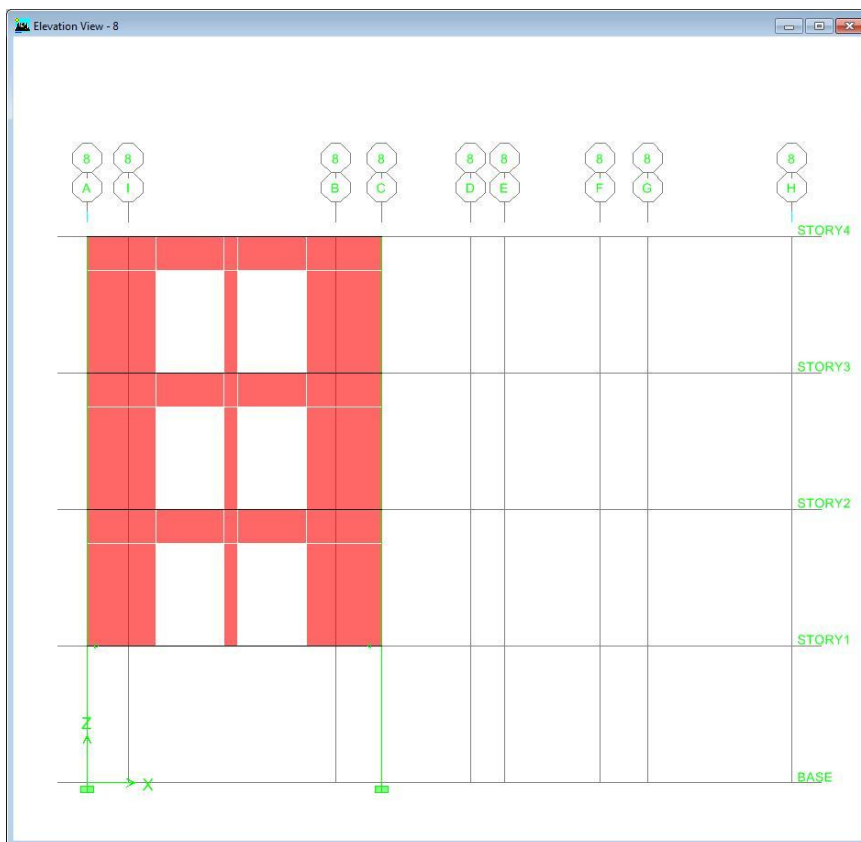 Elevation View - 8
8 8 8 8 8 8 8 8 8
A I B C D E F G H
STORY4
STORY3
STORY2
STORY1
Z
X
BASE